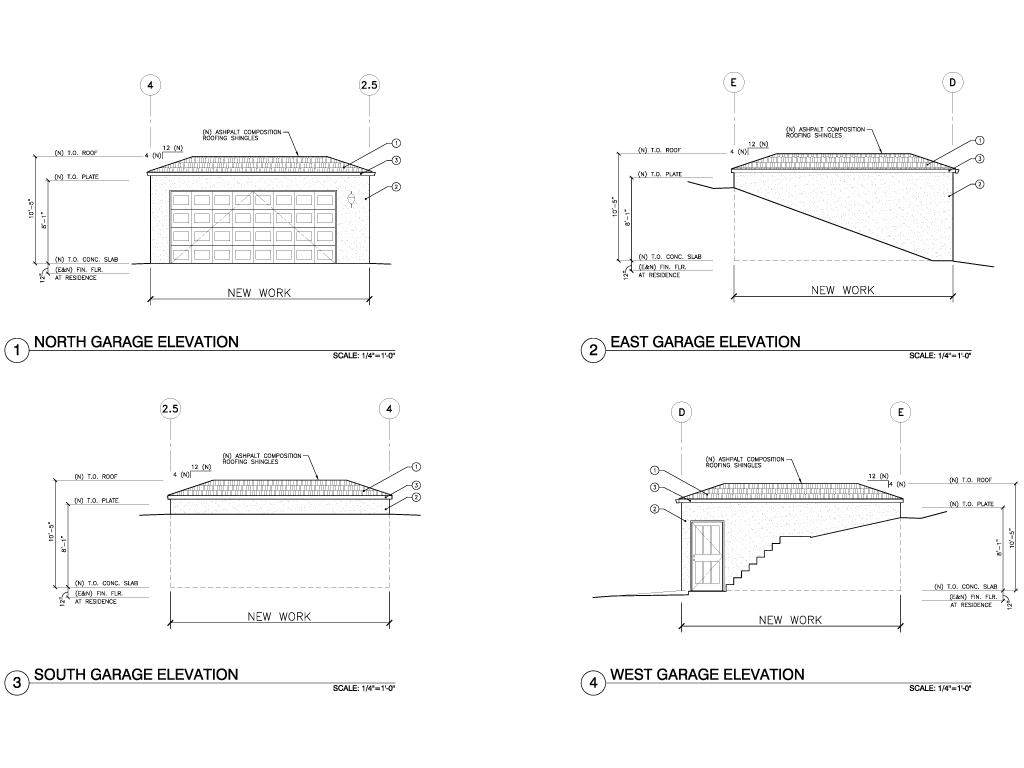 4
2.5
(N) ASHPALT COMPOSITION
ROOFING SHINGLES
12 (N)
4 (N)
1
3
2
(N) T.O. ROOF
(N) T.O. PLATE
10'-5"
8'-1"
(N) T.O. CONC. SLAB
(E&N) FIN. FLR.
AT RESIDENCE
12"
NEW WORK
1 NORTH GARAGE ELEVATION
SCALE: 1/4"=1'-0"
E
D
(N) ASHPALT COMPOSITION
ROOFING SHINGLES
12 (N)
4 (N)
1
3
2
(N) T.O. ROOF
(N) T.O. PLATE
10'-5"
8'-1"
(N) T.O. CONC. SLAB
(E&N) FIN. FLR.
AT RESIDENCE
12"
NEW WORK
2 EAST GARAGE ELEVATION
SCALE: 1/4"=1'-0"
2.5
4
(N) ASHPALT COMPOSITION
ROOFING SHINGLES
12 (N)
4 (N)
1
3
2
(N) T.O. ROOF
(N) T.O. PLATE
10'-5"
8'-1"
(N) T.O. CONC. SLAB
(E&N) FIN. FLR.
AT RESIDENCE
12"
NEW WORK
3 SOUTH GARAGE ELEVATION
SCALE: 1/4"=1'-0"
D
E
(N) ASHPALT COMPOSITION
ROOFING SHINGLES
1
3
2
12 (N)
4 (N)
(N) T.O. ROOF
(N) T.O. PLATE
8'-1"
10'-5"
(N) T.O. CONC. SLAB
(E&N) FIN. FLR.
AT RESIDENCE
12"
NEW WORK
4 WEST GARAGE ELEVATION
SCALE: 1/4"=1'-0"